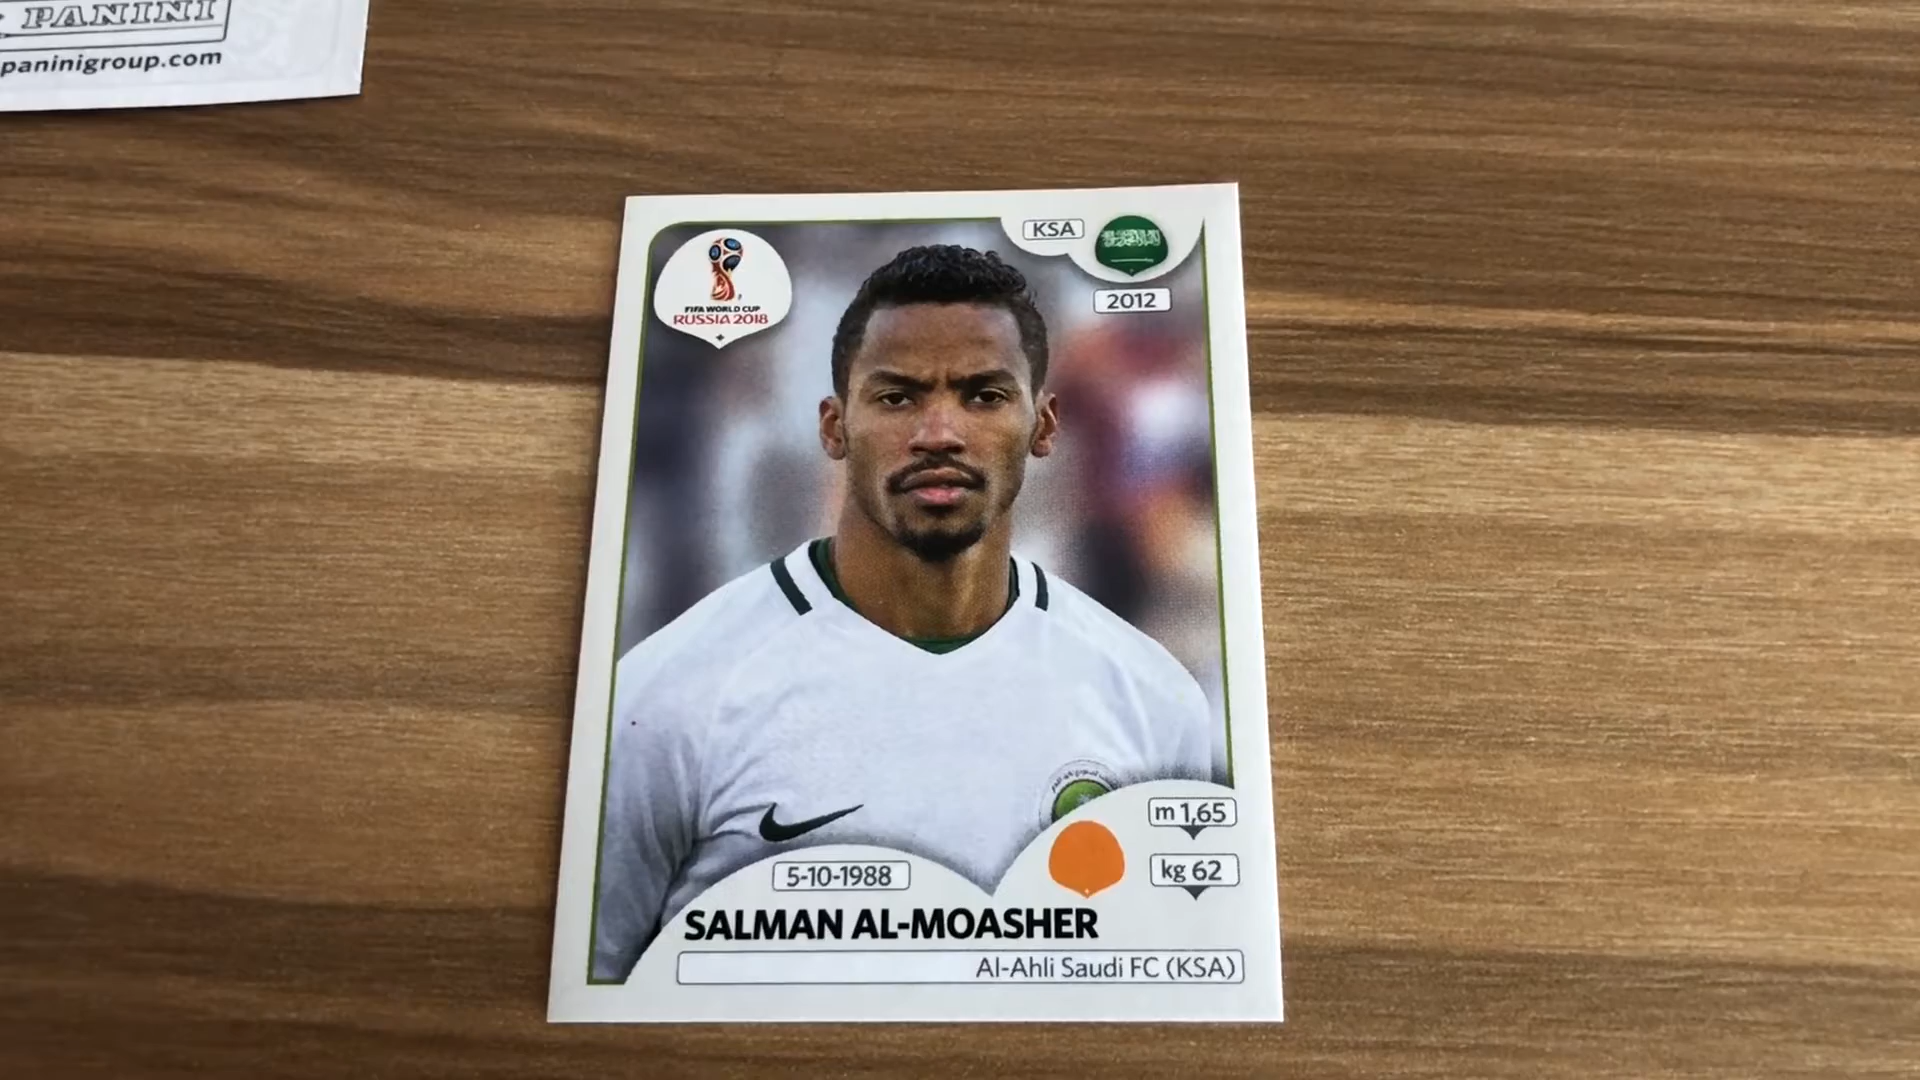 PANINI
paninigroup.com
KSA
2012
FIFA WORLD CUP
RUSSIA 2018
m 1,65
kg 62
5-10-1988
SALMAN AL-MOASHER
Al-Ahli Saudi FC (KSA)